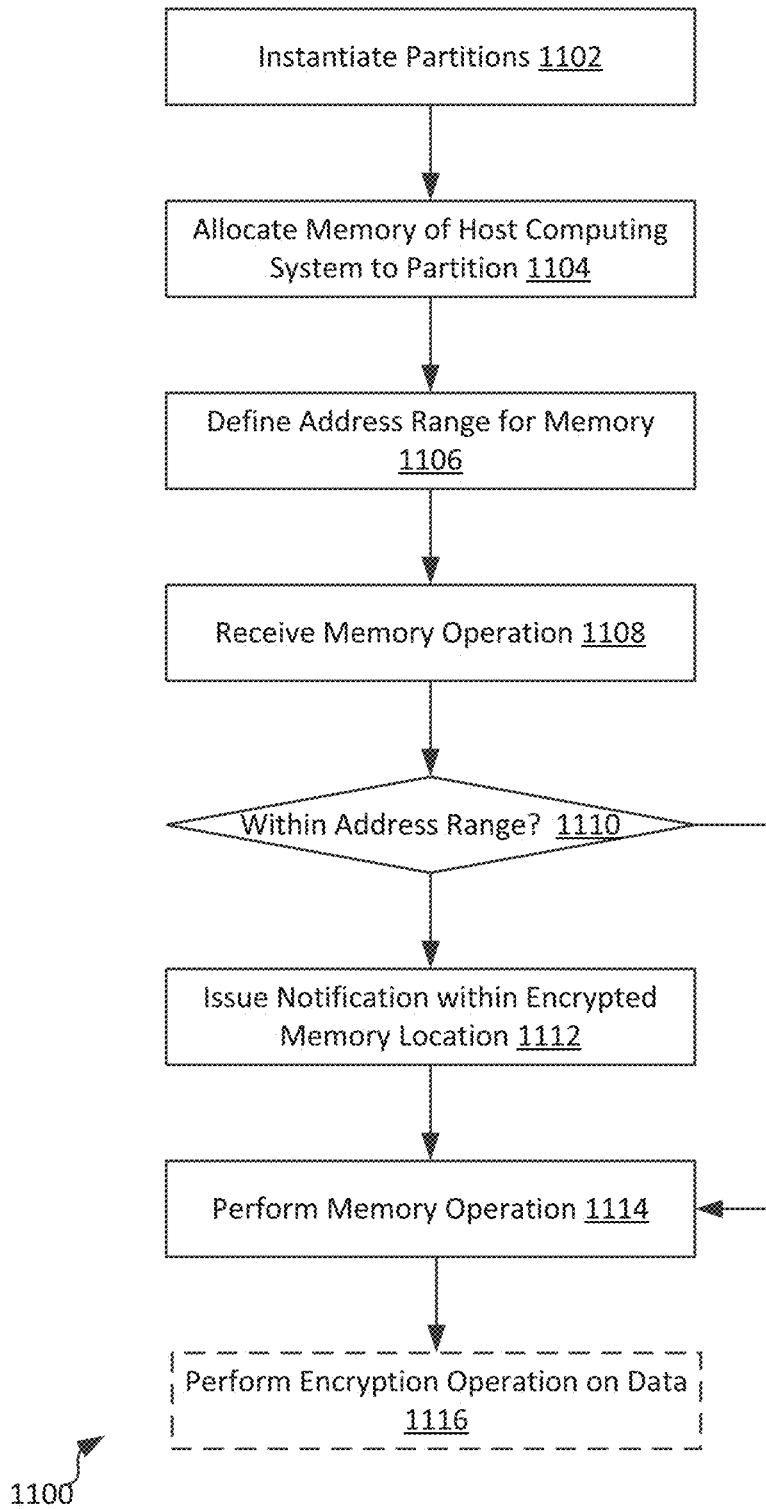 Instantiate Partitions 1102
Allocate Memory of Host Computing
System to Partition 1104
Define Address Range for Memory
1106
Receive Memory Operation 1108
Within Address Range? 1110
Issue Notification within Encrypted
Memory Location 1112
Perform Memory Operation 1114
Perform Encryption Operation on Data
1116
1100